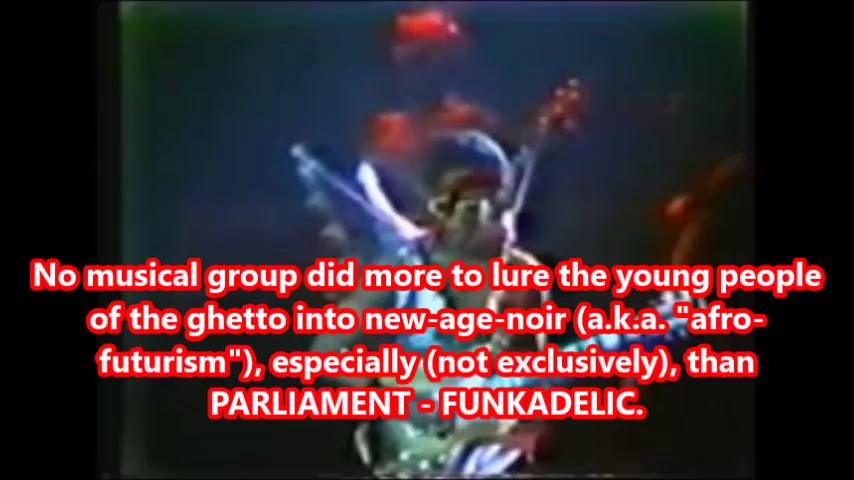 No musical group did more to lure the young people
of the ghetto into new-age-noir (a.k.a. "afro-
futurism"), especially (not exclusively), than
PARLIAMENT - FUNKADELIC.